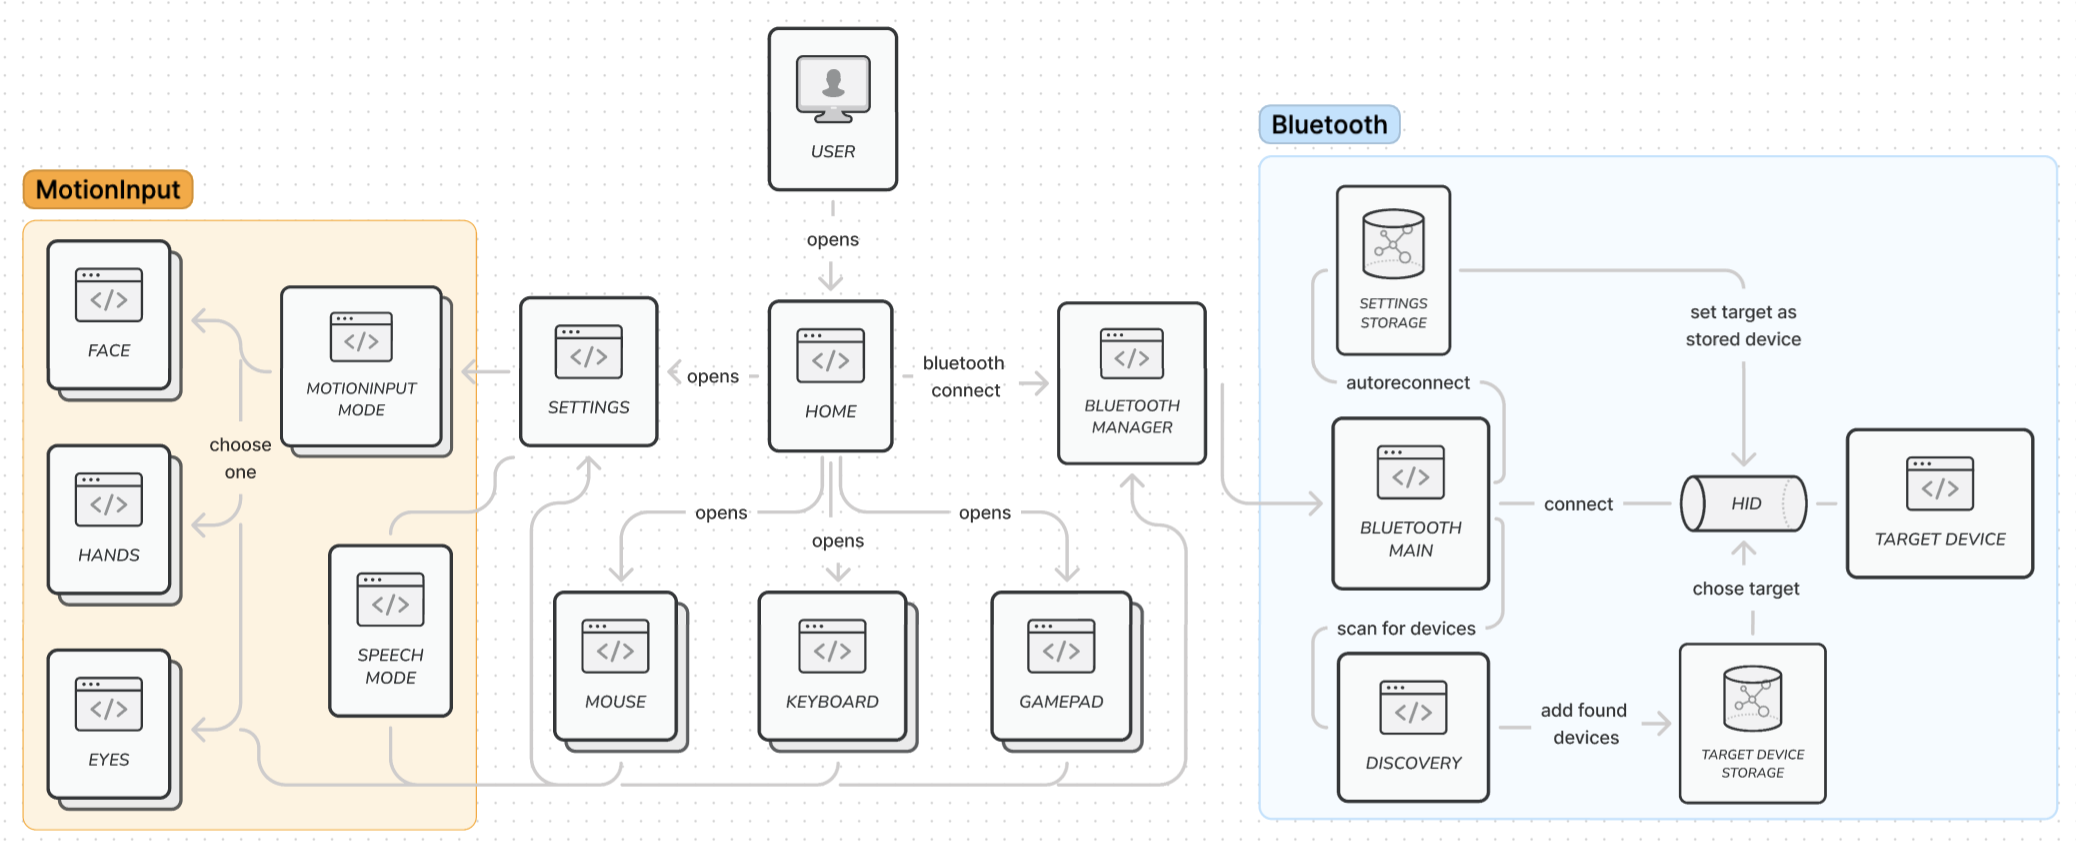 USER
opens
MotionInput
FACE
MOTIONINPUT
MODE
choose
one
HANDS
EYES
SPEECH
MODE
SETTINGS
opens
HOME
bluetooth
connect
BLUETOOTH
MANAGER
opens
opens
opens
MOUSE
KEYBOARD
GAMEPAD
Bluetooth
SETTINGS
STORAGE
set target as
stored device
autoreconnect
BLUETOOTH
MAIN
connect
HID
TARGET DEVICE
chose target
scan for devices
DISCOVERY
add found
devices
TARGET DEVICE
STORAGE